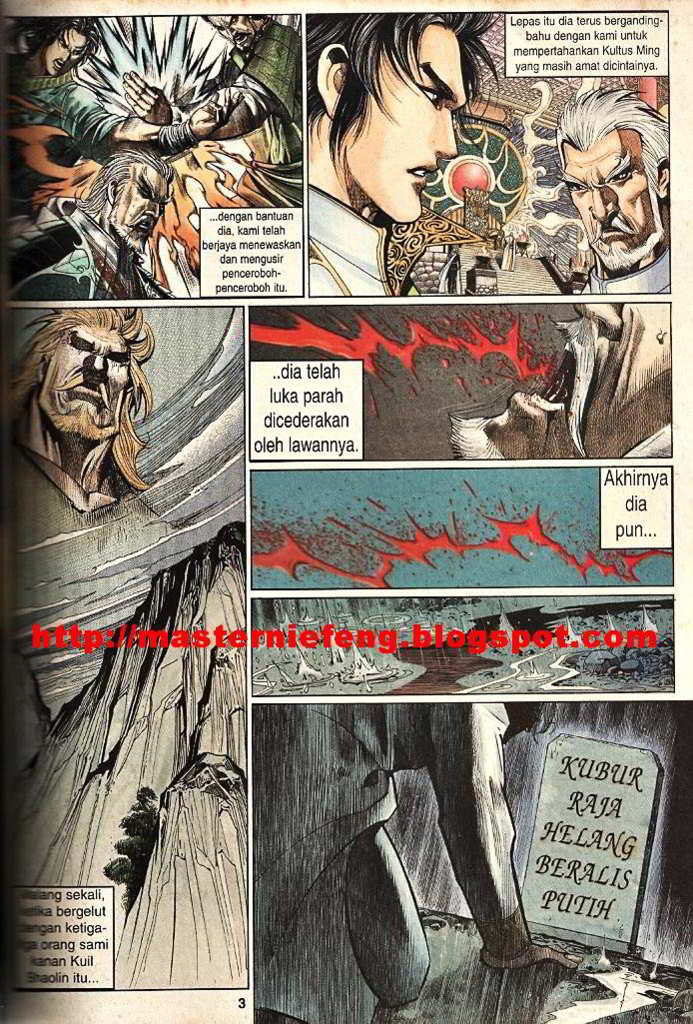 ...dengan bantuan
dia, kami telah
berjaya menewaskan
dan mengusir
penceroboh-
penceroboh itu.
Lepas itu dia terus berganding-
bahu dengan kami untuk
mempertahankan Kultus Ming
yang masih amat dicintainya.
sekali,
bergelut
dengan ketiga-
orang sami
kanan Kuil
Shaolin itu...
..dia telah
luka parah
dicederakan
oleh lawannya.
Akhirnya
dia
pun...
http://masterniefeng.blogspot.com
KUBUR
RAJA
HELANG
BERALIS
PUTIH
3